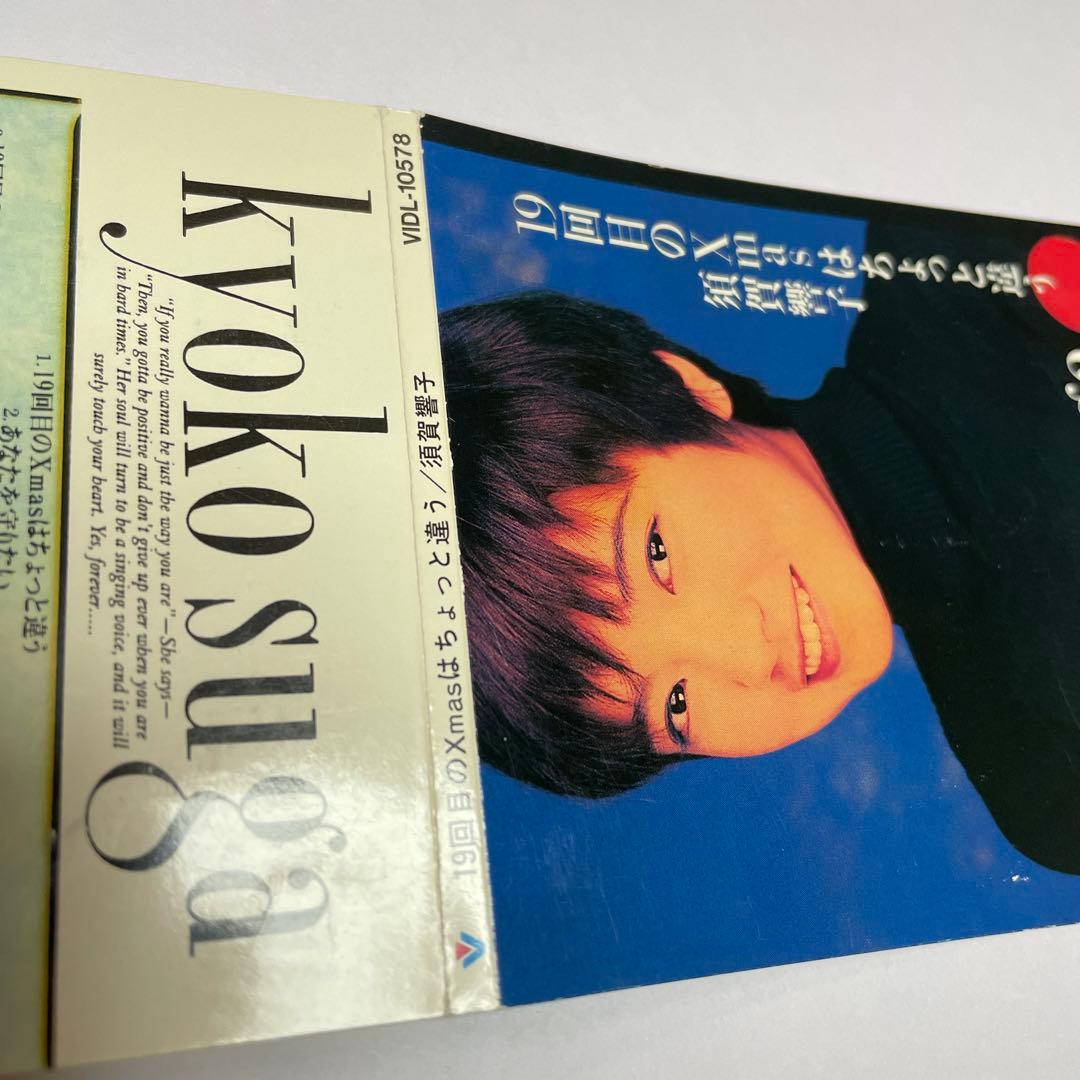 19回目のXmasは
ちょっと違う
須賀響子
VIDL-10578
19回目のXmasはちょっと違う/須賀響子
kyoko suga
"If you really wanna be just the way you are" — She says —
"Then, you gotta be positive and don't give up ever when you are
in hard times." Her soul will turn to be a singing voice, and it will
surely touch your heart. Yes, forever......
1.19回目のXmasはちょっと違う
2.あなたを守りたい